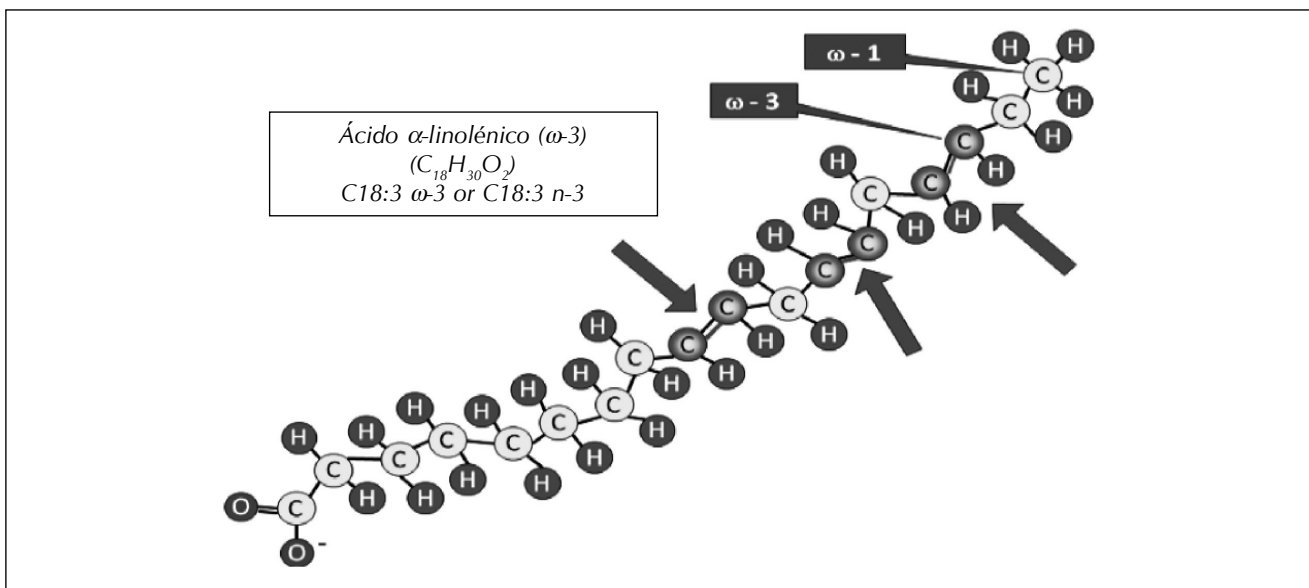 ω - 1
ω - 3
Ácido α-linolénico (ω-3)
(C₁₈H₃₀O₂)
C18:3 ω-3 or C18:3 n-3
H H
C
H H
C
H
C
H
H
C
H
H
C
H
H
C
H
C
H
C
H
H
C
H
C
H
H
C
H
H
C
H
H
C
H
H
C
H
H
C
H
H
C
H
H
C
H
O C
O -